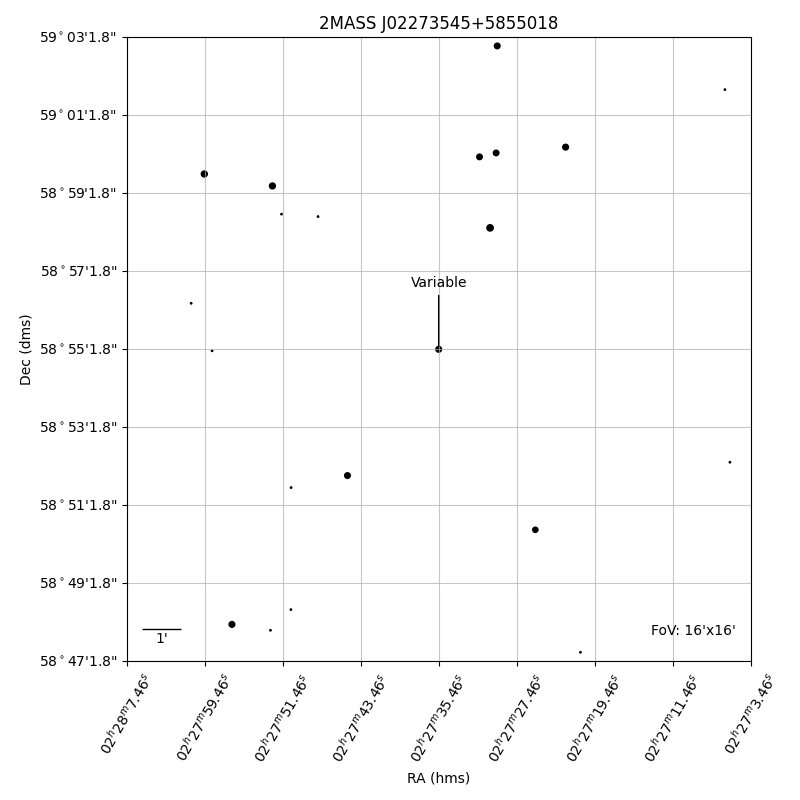 2MASS J02273545+5855018
59°03'1.8"
59°01'1.8"
58°59'1.8"
58°57'1.8"
58°55'1.8"
58°53'1.8"
58°51'1.8"
58°49'1.8"
58°47'1.8"
Dec (dms)
Variable
1'
FoV: 16'x16'
02ʰ28ᵐ7.46ˢ
02ʰ27ᵐ59.46ˢ
02ʰ27ᵐ51.46ˢ
02ʰ27ᵐ43.46ˢ
02ʰ27ᵐ35.46ˢ
02ʰ27ᵐ27.46ˢ
02ʰ27ᵐ19.46ˢ
02ʰ27ᵐ11.46ˢ
02ʰ27ᵐ3.46ˢ
RA (hms)